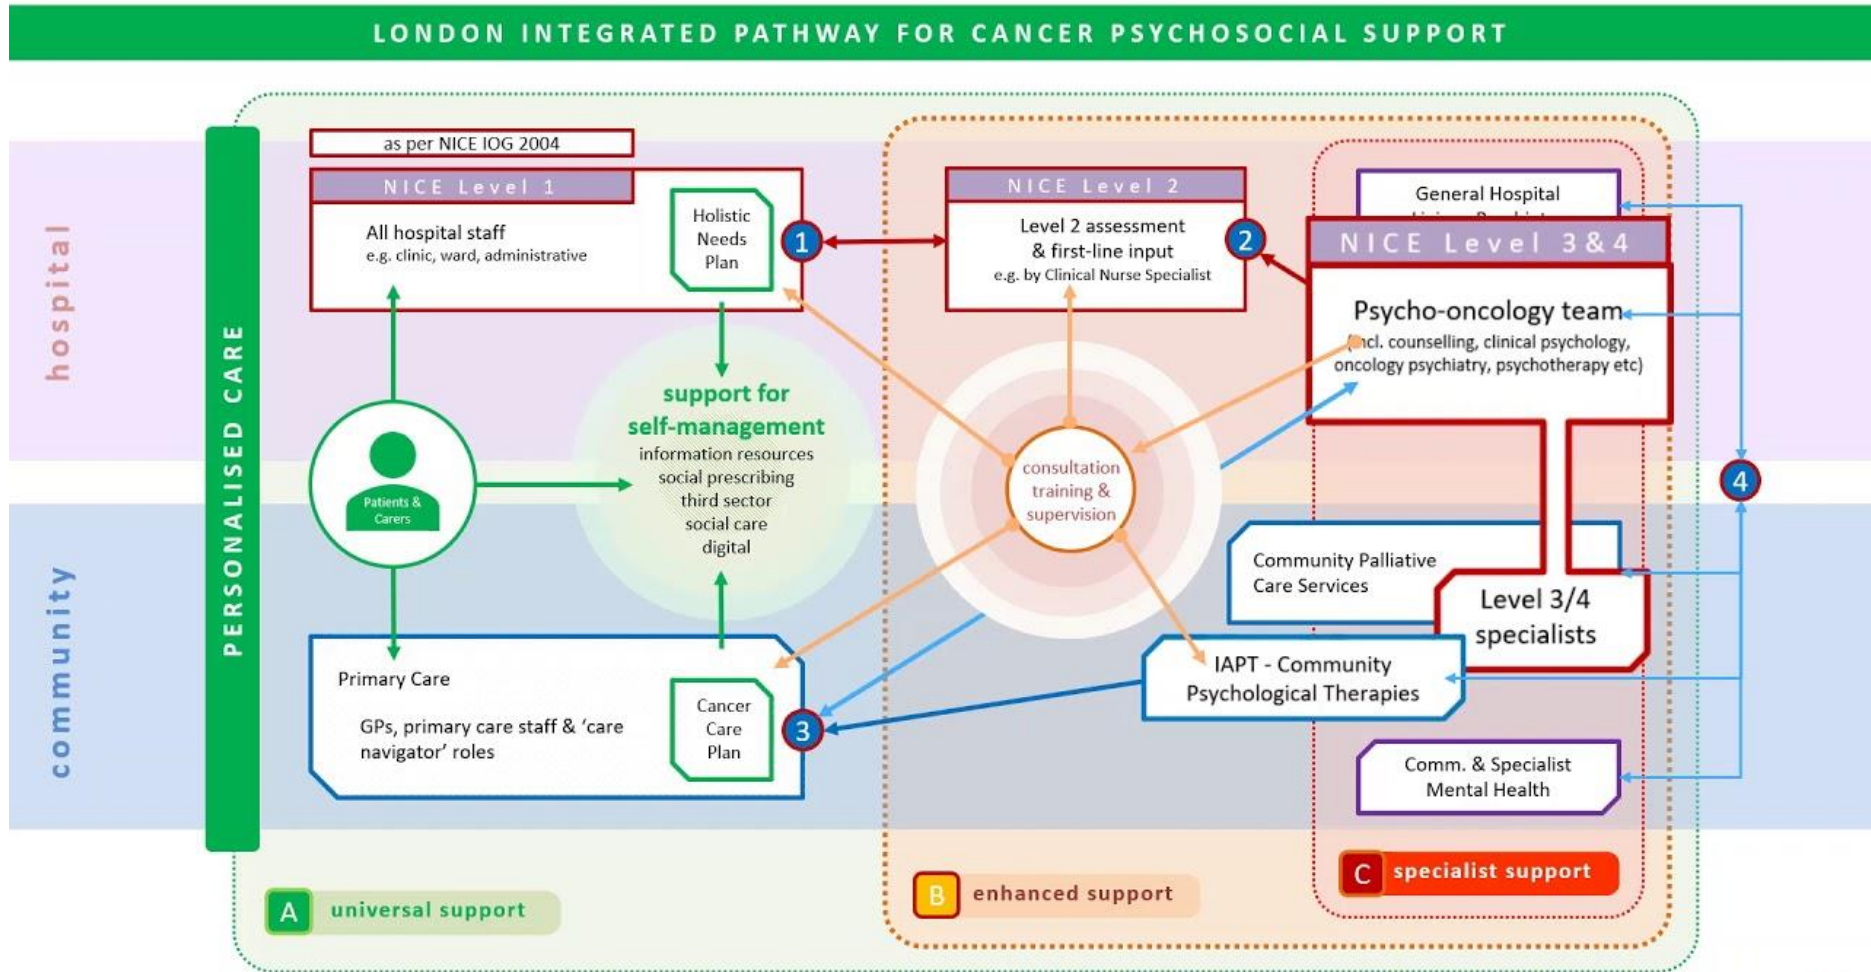 LONDON INTEGRATED PATHWAY FOR CANCER PSYCHOSOCIAL SUPPORT
hospital
community
PERSONALISED CARE
as per NICE IOG 2004
NICE Level 1
All hospital staff
e.g. clinic, ward, administrative
Holistic
Needs
Plan
1
NICE Level 2
Level 2 assessment
& first-line input
e.g. by Clinical Nurse Specialist
2
General Hospital
NICE Level 3&4
Psycho-oncology team
(incl. counselling, clinical psychology,
oncology psychiatry, psychotherapy etc)
Patients &
Carers
support for
self-management
information resources
social prescribing
third sector
social care
digital
consultation
training &
supervision
4
Community Palliative
Care Services
Level 3/4
specialists
IAPT - Community
Psychological Therapies
Primary Care
GPs, primary care staff & ‘care
navigator’ roles
Cancer
Care
Plan
3
Comm. & Specialist
Mental Health
A
universal support
B
enhanced support
C
specialist support